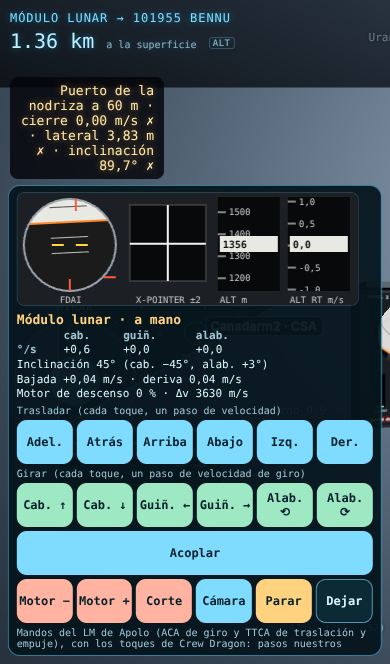 MÓDULO LUNAR → 101955 BENNU
1.36 km a la superficie ALT
Ura
Puerto de la
nodriza a 60 m ·
cierre 0,00 m/s ✗
· lateral 3,83 m
✗ · inclinación
89,7° ✗
1500
1400
1356
1300
1200
1,0
0,5
0,0
-0,5
-1,0
FDAI X-POINTER ±2 ALT m ALT RT m/s
Módulo lunar · a mano
Canadarm2 · CSA
cab. guiñ. alab.
°/s +0,6 +0,0 +0,0
Inclinación 45° (cab. −45°, alab. +3°)
Bajada +0,04 m/s · deriva 0,04 m/s
Motor de descenso 0 % · Δv 3630 m/s
Trasladar (cada toque, un paso de velocidad)
Adel. Atrás Arriba Abajo Izq. Der.
Girar (cada toque, un paso de velocidad de giro)
Cab. ↑ Cab. ↓ Guiñ. ← Guiñ. → Alab. ⟲ Alab. ⟳
Acoplar
Motor − Motor + Corte Cámara Parar Dejar
Mandos del LM de Apolo (ACA de giro y TTCA de traslación y
empuje), con los toques de Crew Dragon: pasos nuestros